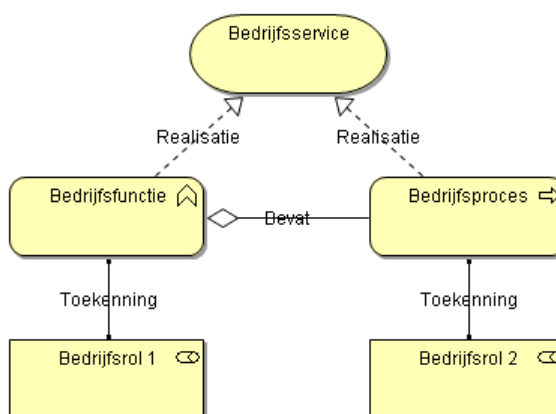 Bedrijfsservice
Realisatie
Realisatie
Bedrijfsfunctie
Bedrijfsproces
Bevat
Toekenning
Toekenning
Bedrijfsrol 1
Bedrijfsrol 2